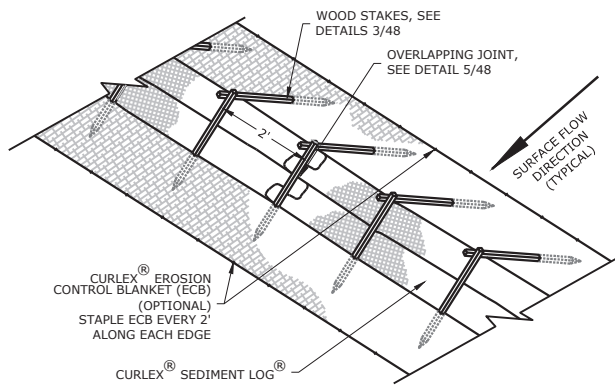 WOOD STAKES, SEE
DETAILS 3/48
OVERLAPPING JOINT,
SEE DETAIL 5/48
2'
SURFACE FLOW
DIRECTION
(TYPICAL)
CURLEX® EROSION
CONTROL BLANKET (ECB)
(OPTIONAL)
STAPLE ECB EVERY 2'
ALONG EACH EDGE
CURLEX® SEDIMENT LOG®